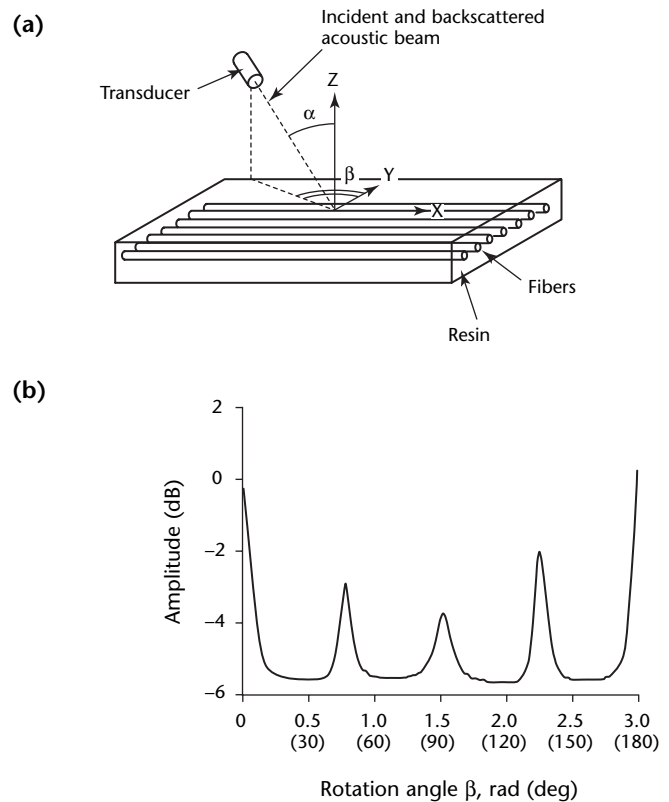 (a)
Incident and backscattered
acoustic beam
Transducer
Z
α
β
Y
X
Fibers
Resin
(b)
2
0
−2
−4
−6
Amplitude (dB)
0 0.5 1.0 1.5 2.0 2.5 3.0
(30) (60) (90) (120) (150) (180)
Rotation angle β, rad (deg)